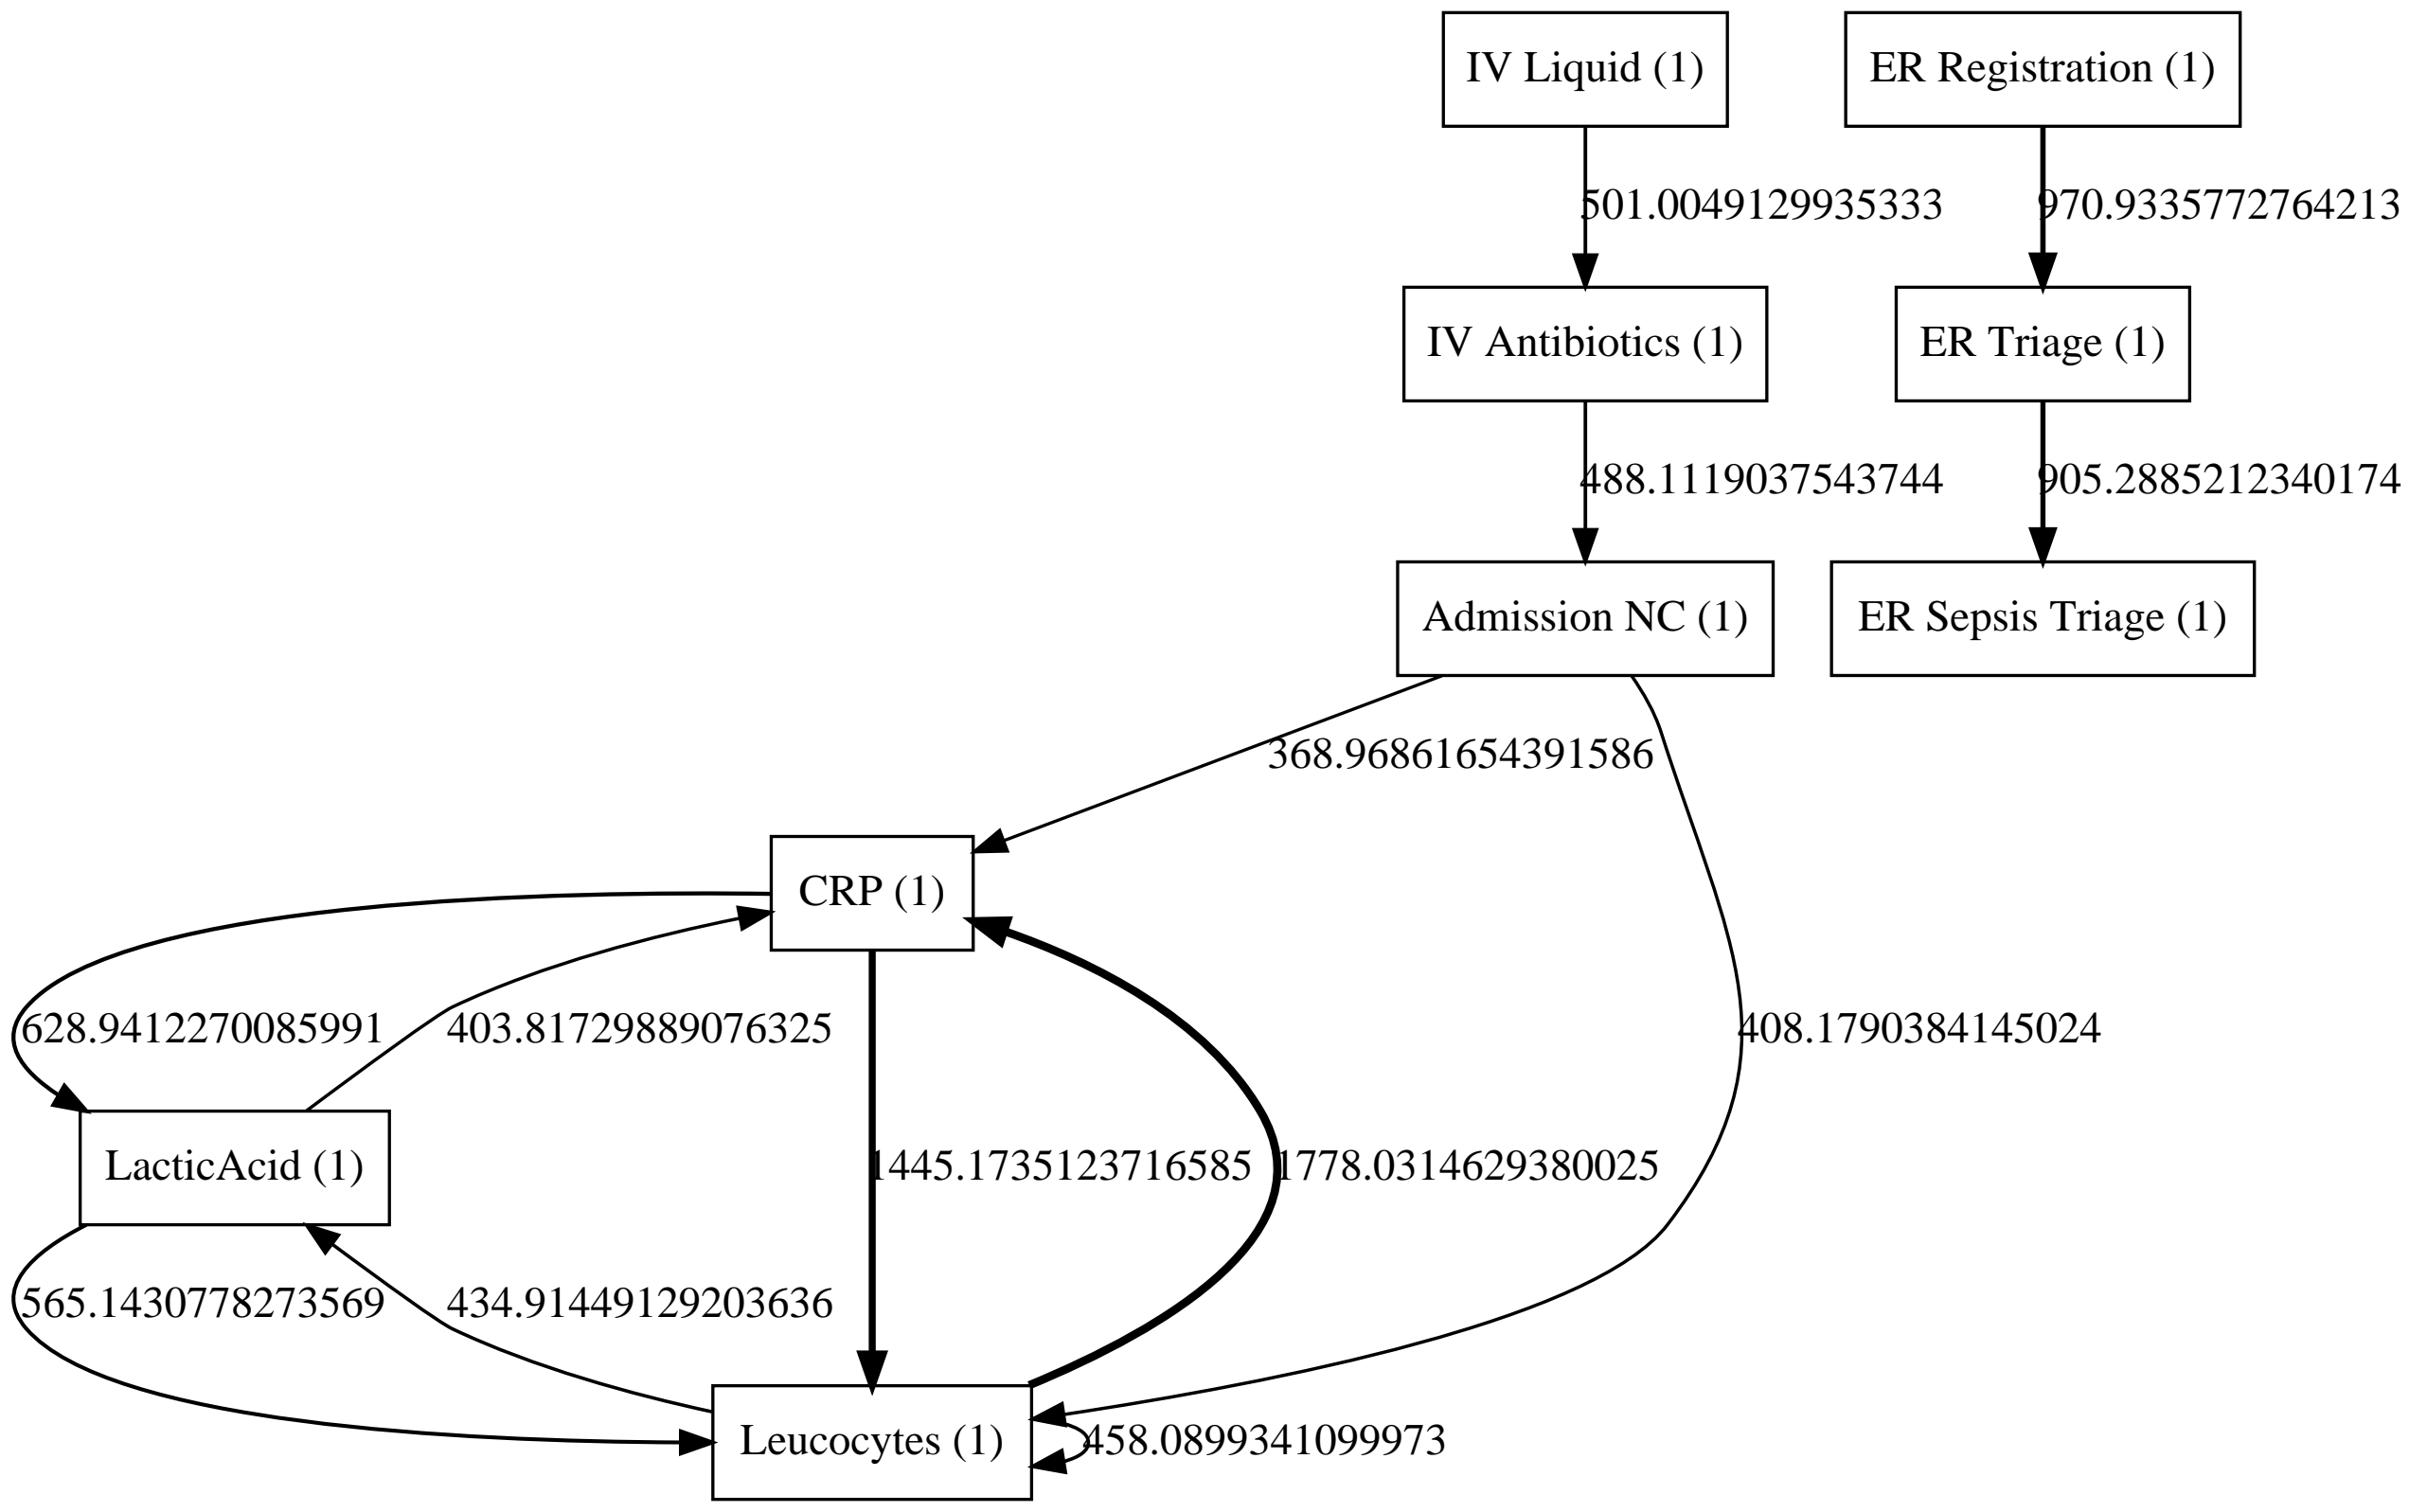 IV Liquid (1)
ER Registration (1)
501.0049129935333
970.9335772764213
IV Antibiotics (1)
ER Triage (1)
488.1119037543744
905.2885212340174
Admission NC (1)
ER Sepsis Triage (1)
368.96861654391586
CRP (1)
628.9412270085991
403.81729889076325
408.1790384145024
LacticAcid (1)
1445.1735123716585
1778.0314629380025
565.1430778273569
434.91449129203636
Leucocytes (1)
458.0899341099973